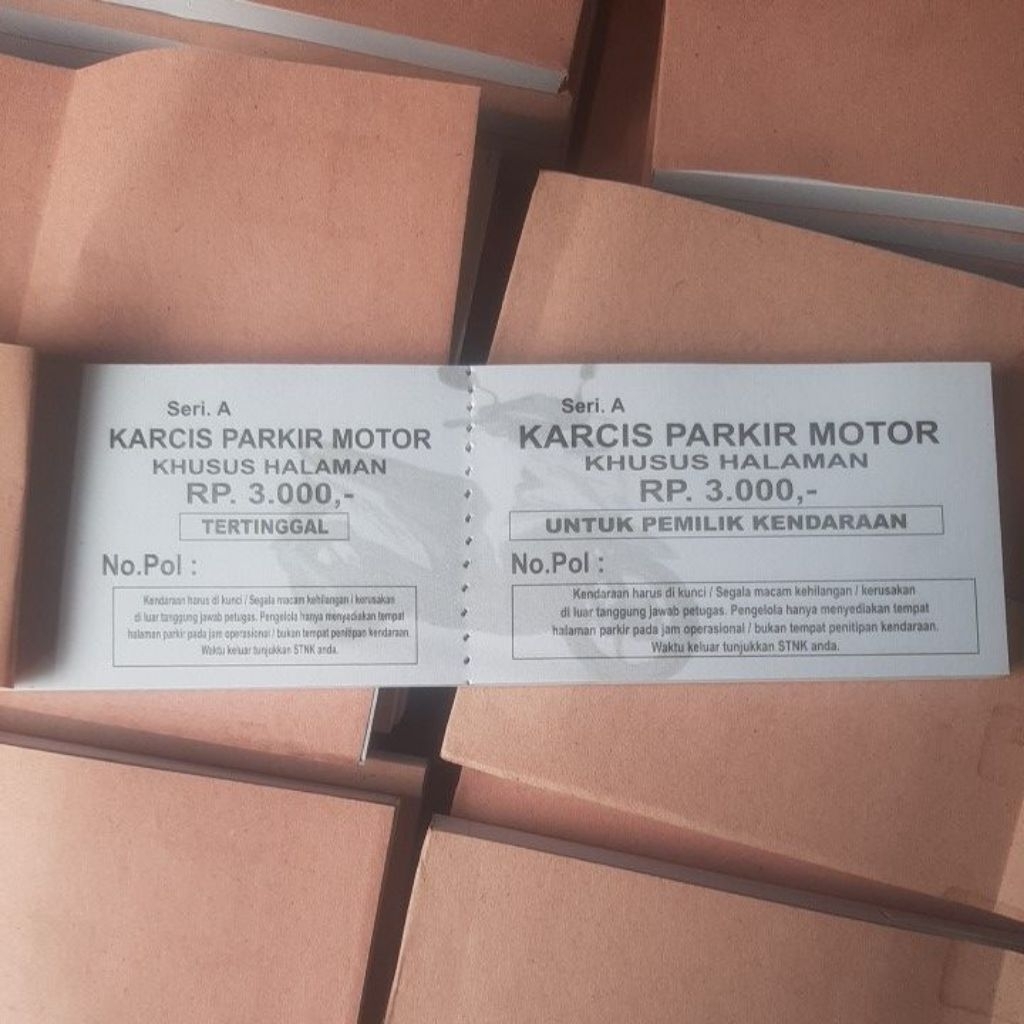 Seri. A
KARCIS PARKIR MOTOR
KHUSUS HALAMAN
RP. 3.000,-
TERTINGGAL
No.Pol :
Kendaraan harus di kunci / Segala macam kehilangan / kerusakan
di luar tanggung jawab petugas. Pengelola hanya menyediakan tempat
halaman parkir pada jam operasional / bukan tempat penitipan kendaraan.
Waktu keluar tunjukkan STNK anda.
Seri. A
KARCIS PARKIR MOTOR
KHUSUS HALAMAN
RP. 3.000,-
UNTUK PEMILIK KENDARAAN
No.Pol :
Kendaraan harus di kunci / Segala macam kehilangan / kerusakan
di luar tanggung jawab petugas. Pengelola hanya menyediakan tempat
halaman parkir pada jam operasional / bukan tempat penitipan kendaraan.
Waktu keluar tunjukkan STNK anda.